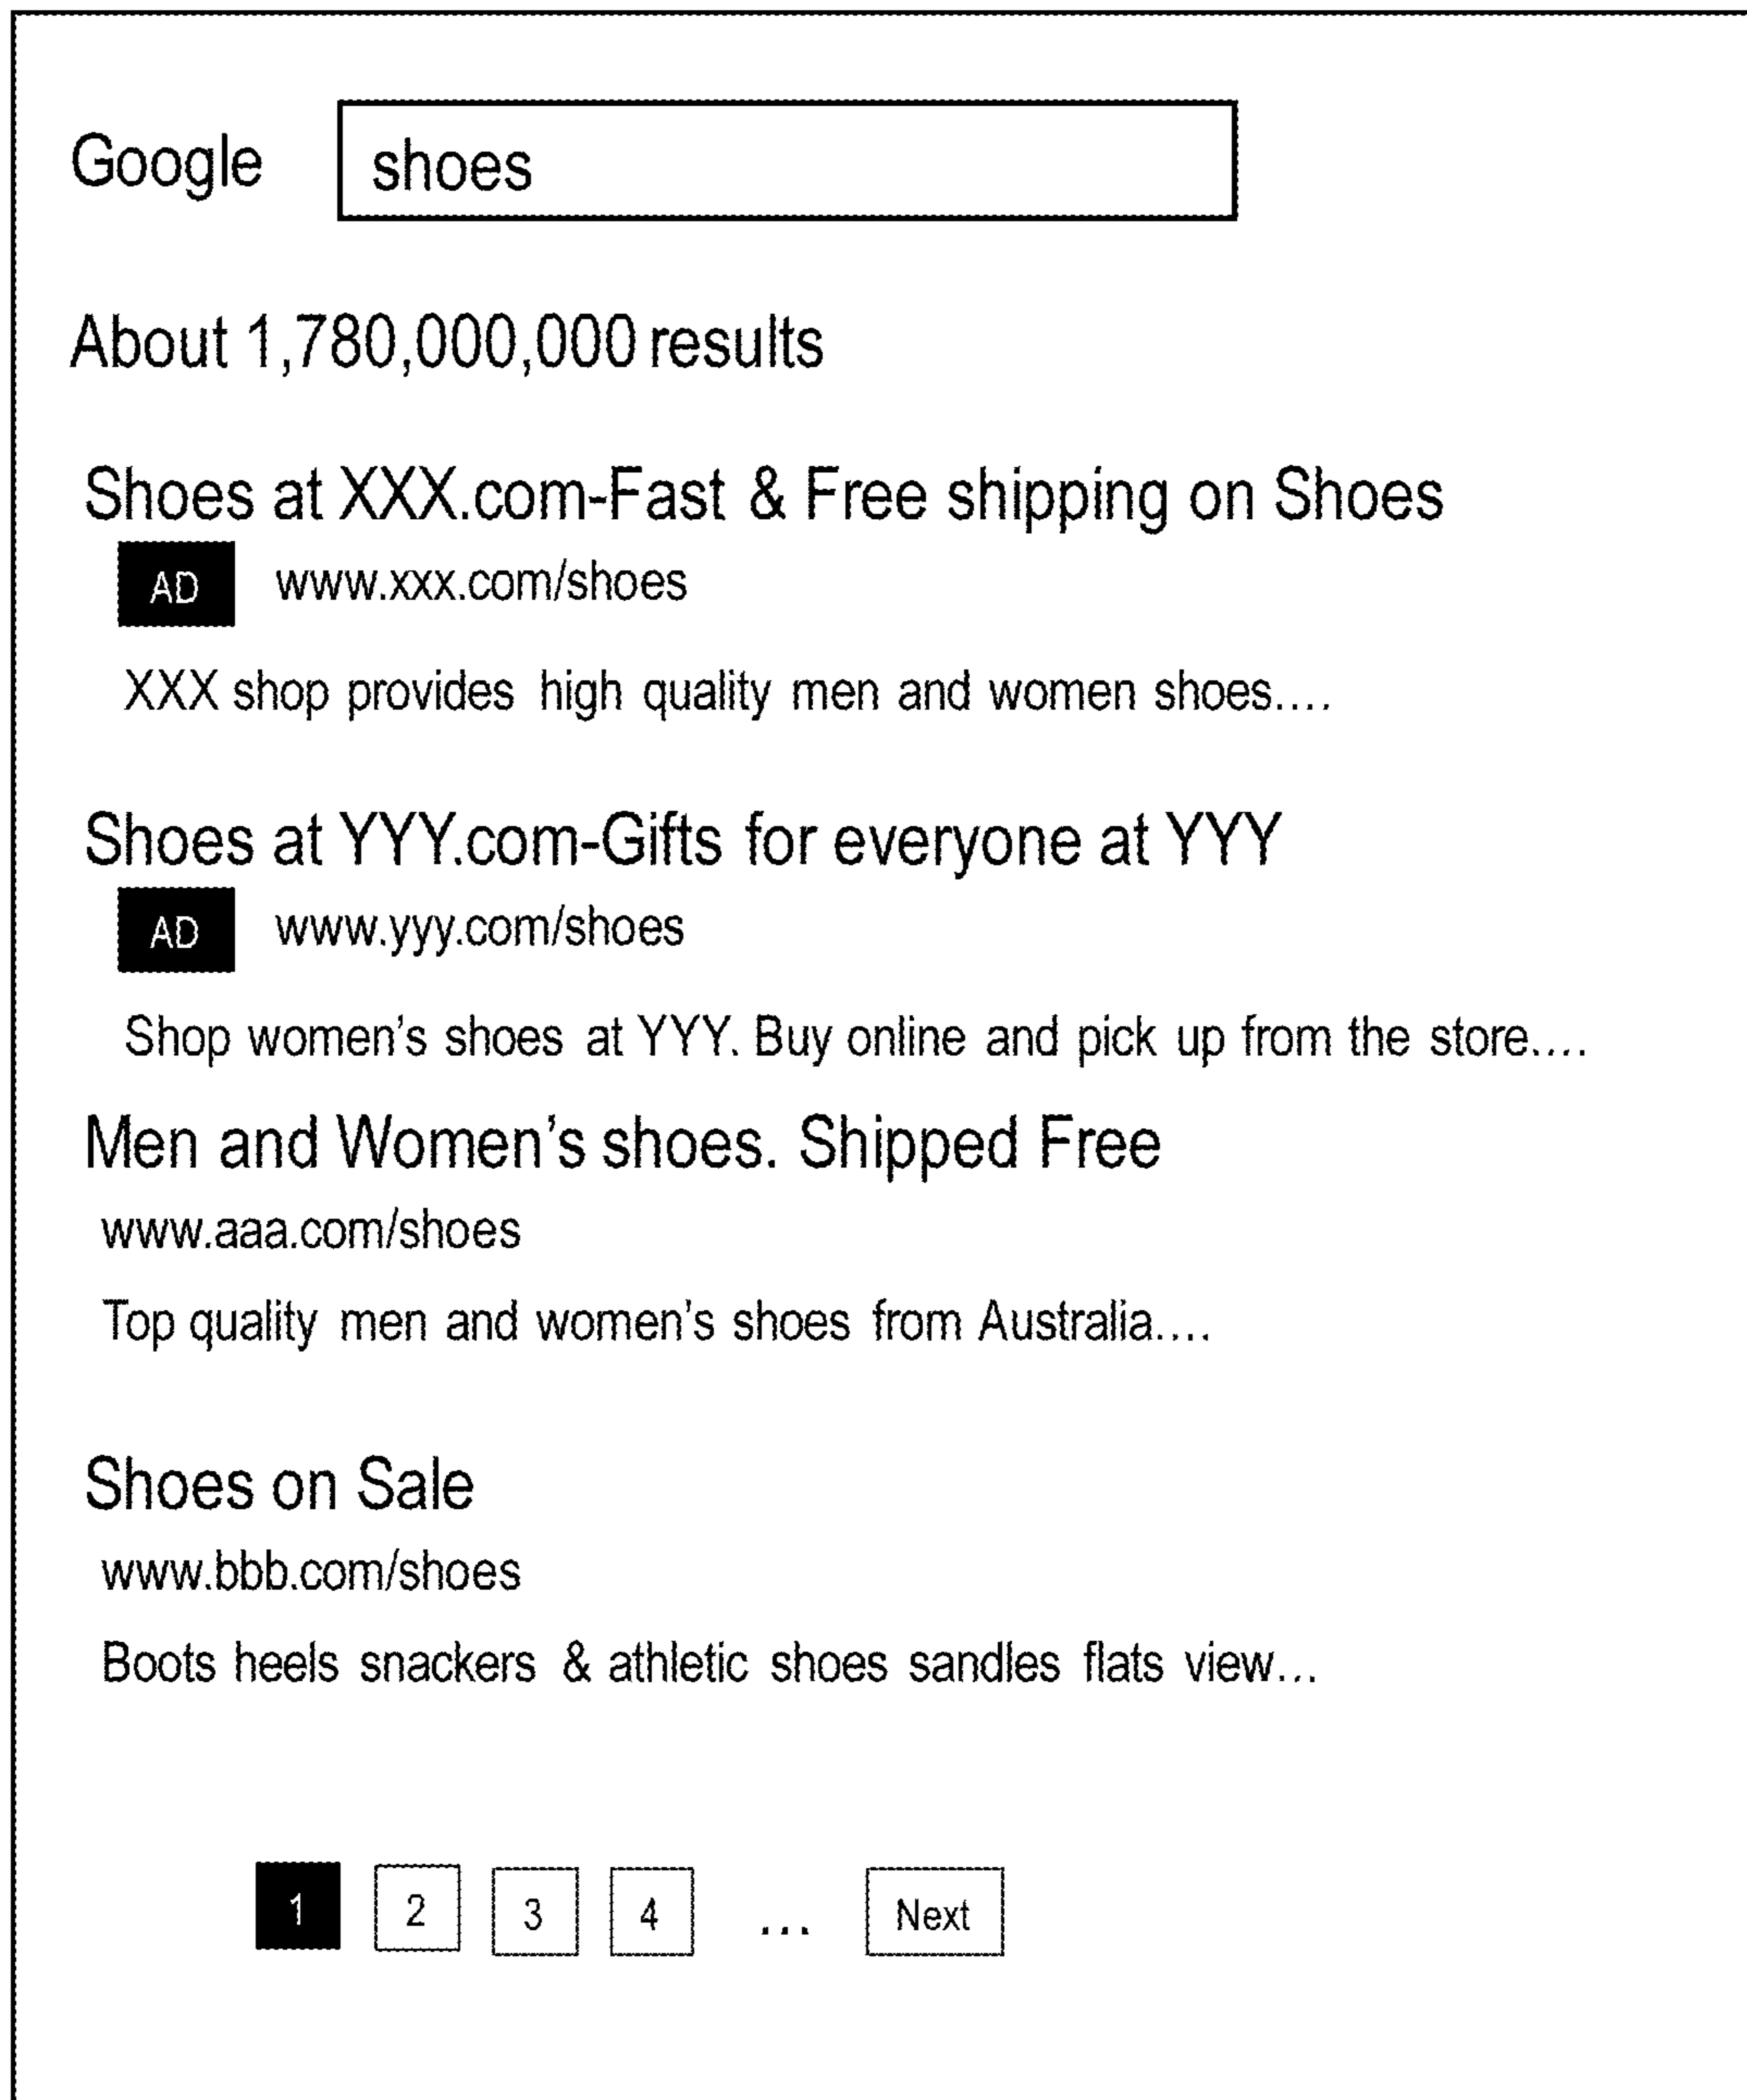 Google shoes
About 1,780,000,000 results
Shoes at XXX.com-Fast & Free shipping on Shoes
AD www.xxx.com/shoes
XXX shop provides high quality men and women shoes....
Shoes at YYY.com-Gifts for everyone at YYY
AD www.yyy.com/shoes
Shop women's shoes at YYY. Buy online and pick up from the store....
Men and Women's shoes. Shipped Free
www.aaa.com/shoes
Top quality men and women's shoes from Australia....
Shoes on Sale
www.bbb.com/shoes
Boots heels snackers & athletic shoes sandles flats view...
1 2 3 4 ... Next